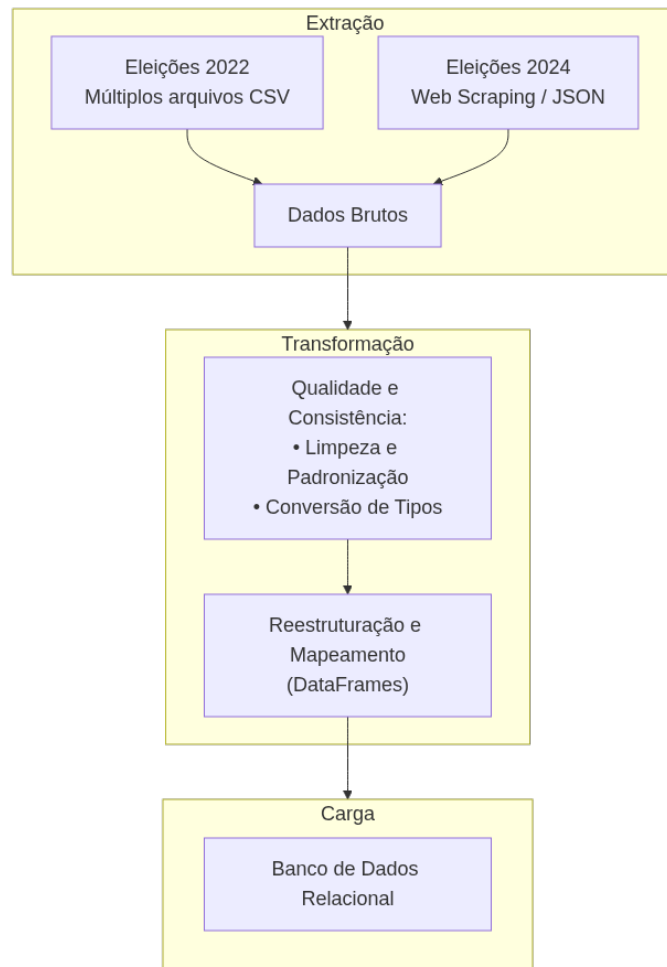 Extração
Eleições 2022
Múltiplos arquivos CSV
Eleições 2024
Web Scraping / JSON
Dados Brutos
Transformação
Qualidade e
Consistência:
• Limpeza e
Padronização
• Conversão de Tipos
Reestruturação e
Mapeamento
(DataFrames)
Carga
Banco de Dados
Relacional